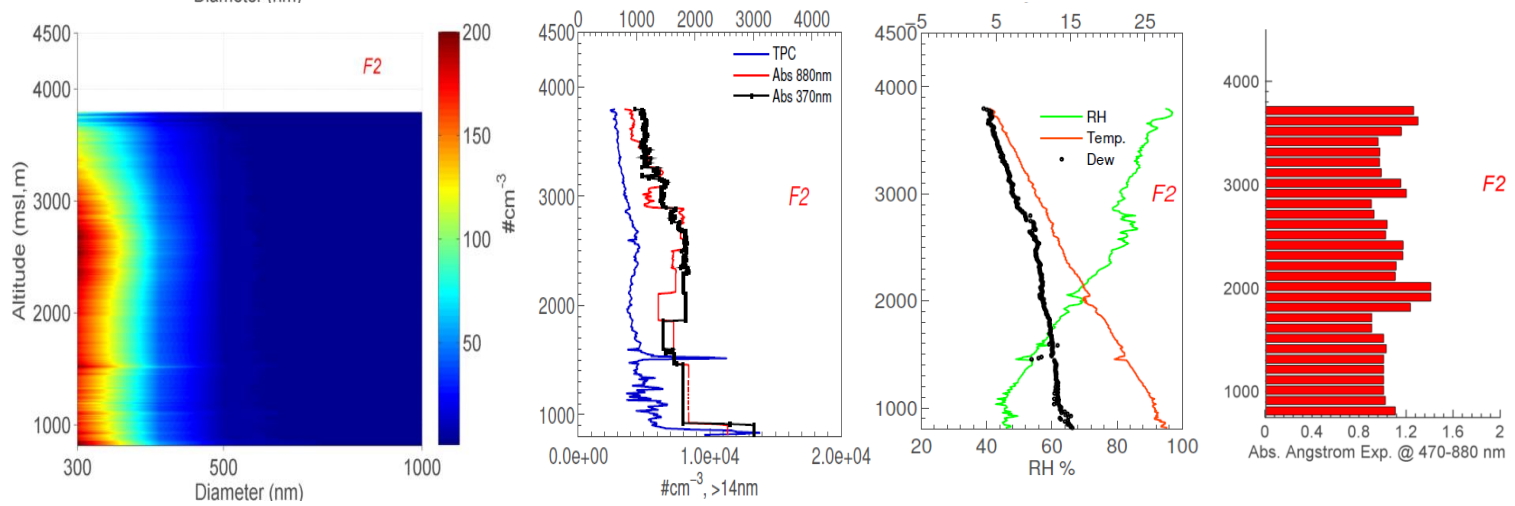 Diameter (nm)
4500
4000
3000
2000
1000
Altitude (msl,m)
F2
300
500
1000
Diameter (nm)
200
150
100
50
#cm⁻³
0
1000
2000
3000
4000
4500
4000
3000
2000
1000
TPC
Abs 880nm
Abs 370nm
F2
0.0e+00
1.0e+04
2.0e+04
#cm⁻³, >14nm
−5
3
13
28
4500
4000
3000
2000
1000
RH
Temp.
Dew
F2
20
40
60
80
100
RH %
4000
3000
2000
1000
F2
0
0.4
0.8
1.2
1.6
2
Abs. Angstrom Exp. @ 470-880 nm